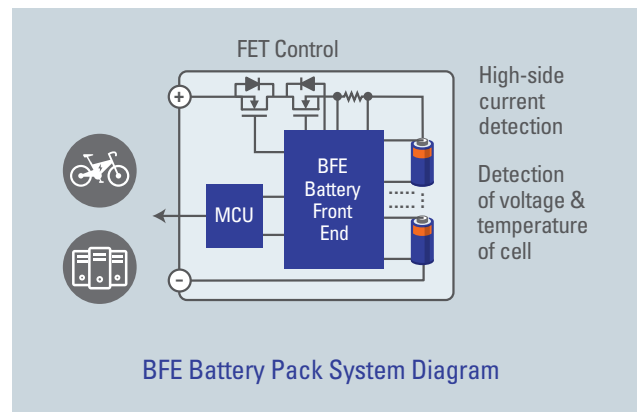 FET Control
+
High-side
current
detection
BFE
Battery
Front
End
MCU
Detection
of voltage &
temperature
of cell
-
BFE Battery Pack System Diagram